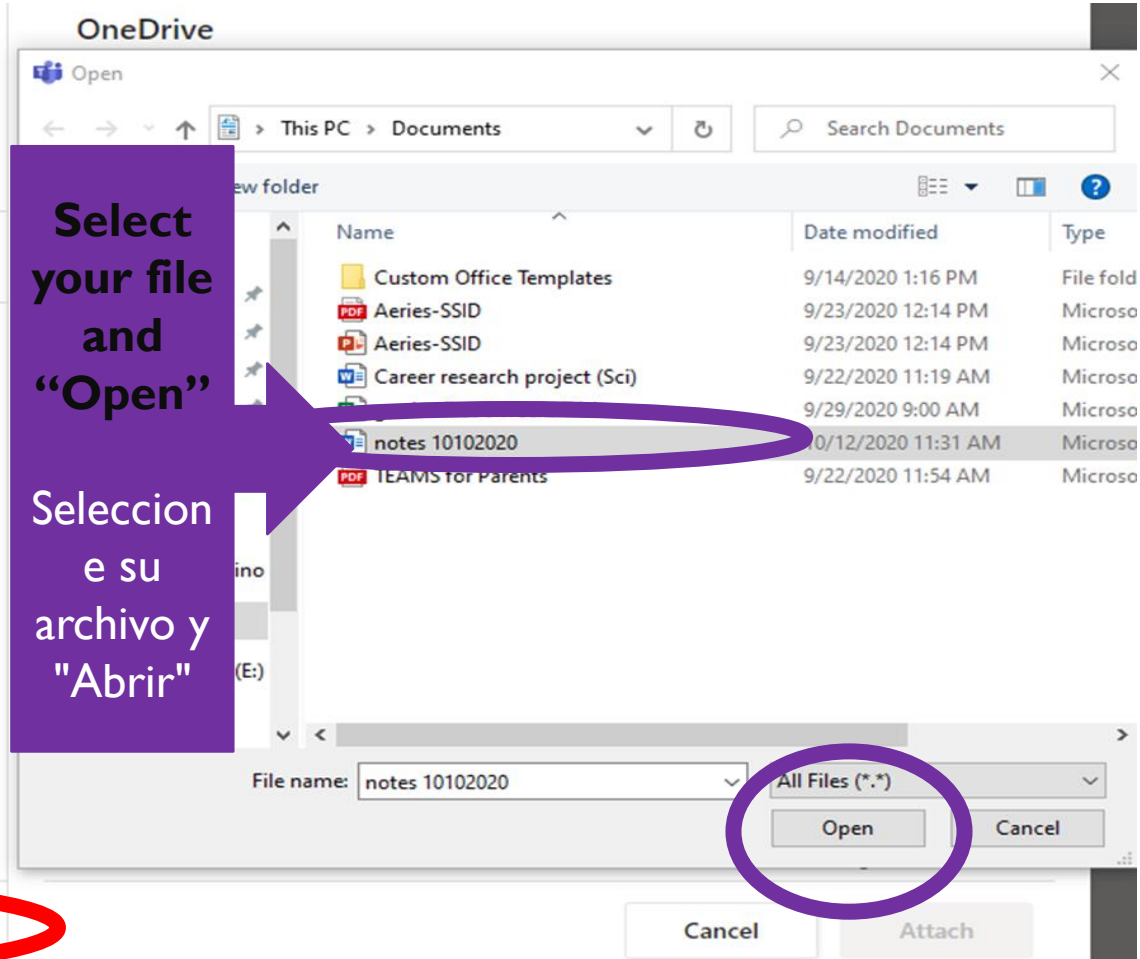 OneDrive
Open
This PC > Documents
Search Documents
ew folder
Select
your file
and
“Open”
Seleccion
e su
archivo y
"Abrir"
Name Date modified Type
Custom Office Templates 9/14/2020 1:16 PM File fold
PDF Aeries-SSID 9/23/2020 12:14 PM Microso
Aeries-SSID 9/23/2020 12:14 PM Microso
Career research project (Sci) 9/22/2020 11:19 AM Microso
9/29/2020 9:00 AM Microso
notes 10102020 10/12/2020 11:31 AM Microso
PDF TEAMS for Parents 9/22/2020 11:54 AM Microso
ino
(E:)
File name: notes 10102020 All Files (*.*)
Open Cancel
Cancel Attach